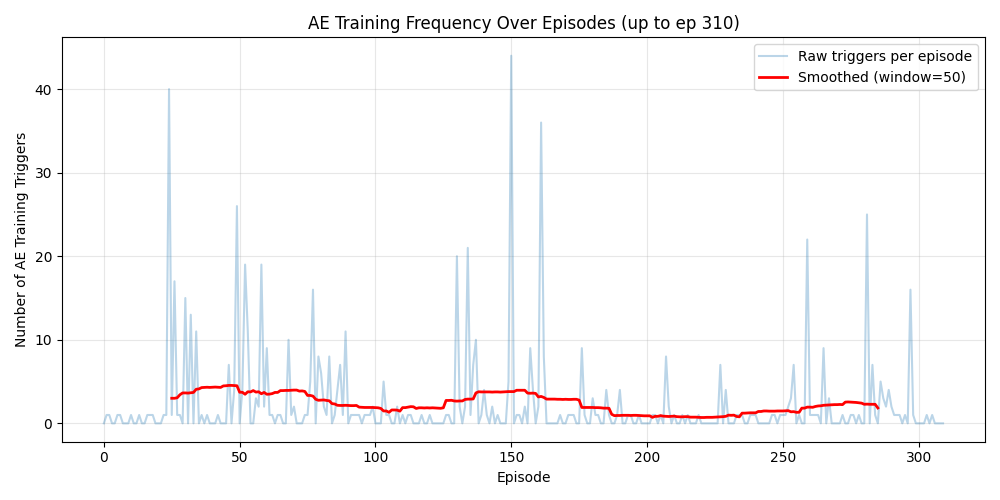 AE Training Frequency Over Episodes (up to ep 310)
Raw triggers per episode
Smoothed (window=50)
Number of AE Training Triggers
40
30
20
10
0
0 50 100 150 200 250 300
Episode